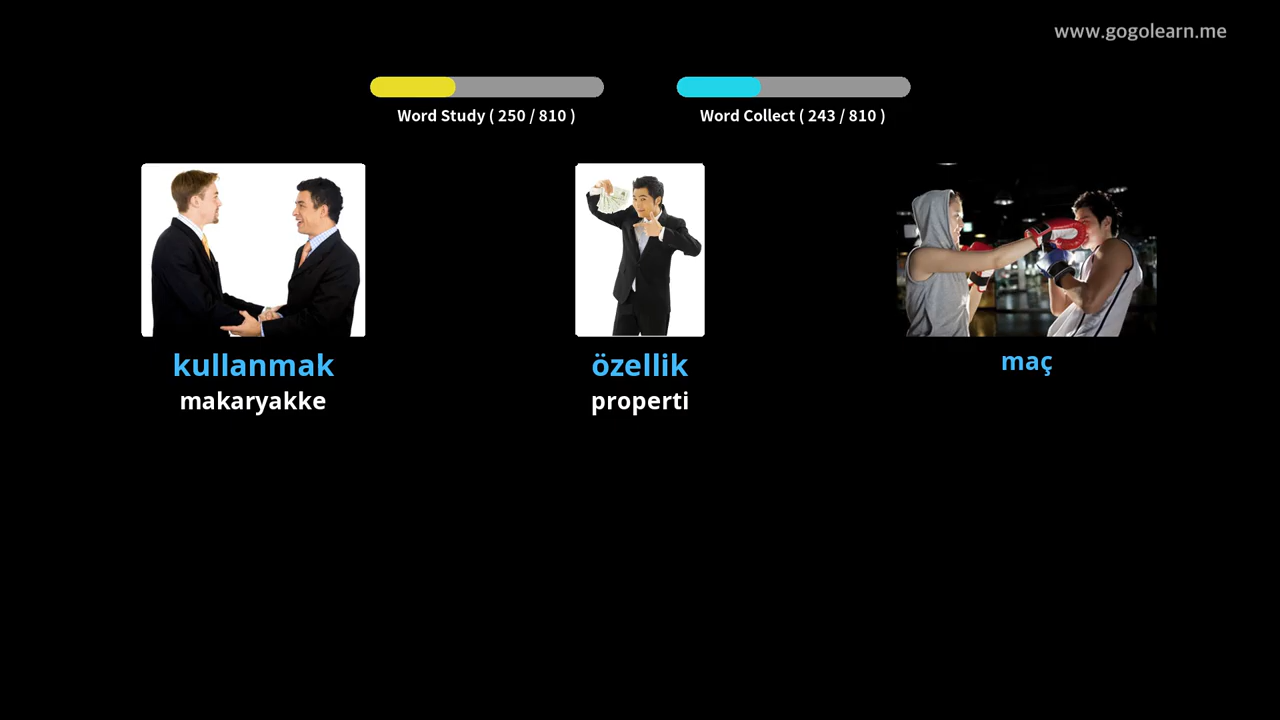 www.gogolearn.me
Word Study ( 250 / 810 )
Word Collect ( 243 / 810 )
kullanmak
makaryakke
özellik
properti
maç